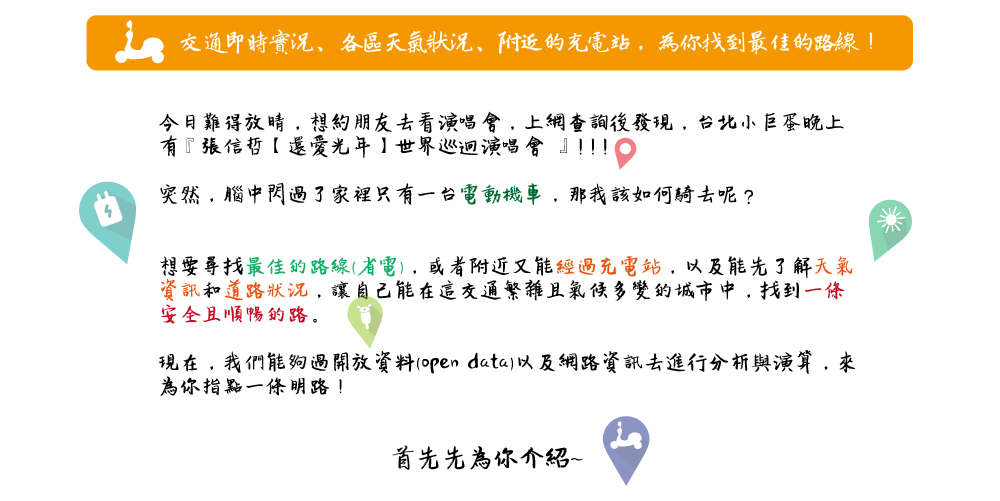 交通即時實況、各區天氣狀況、附近的充電站，為你找到最佳的路線！
今日難得放晴，想約朋友去看演唱會，上網查詢後發現，台北小巨蛋晚上
有『張信哲【還愛光年】世界巡迴演唱會 』!!!
突然，腦中閃過了家裡只有一台電動機車，那我該如何騎去呢？
想要尋找最佳的路線(省電)，或者附近又能經過充電站，以及能先了解天氣
資訊和道路狀況，讓自己能在這交通繁雜且氣候多變的城市中，找到一條
安全且順暢的路。
現在，我們能夠過開放資料(open data)以及網路資訊去進行分析與演算，來
為你指點一條明路！
首先先為你介紹~